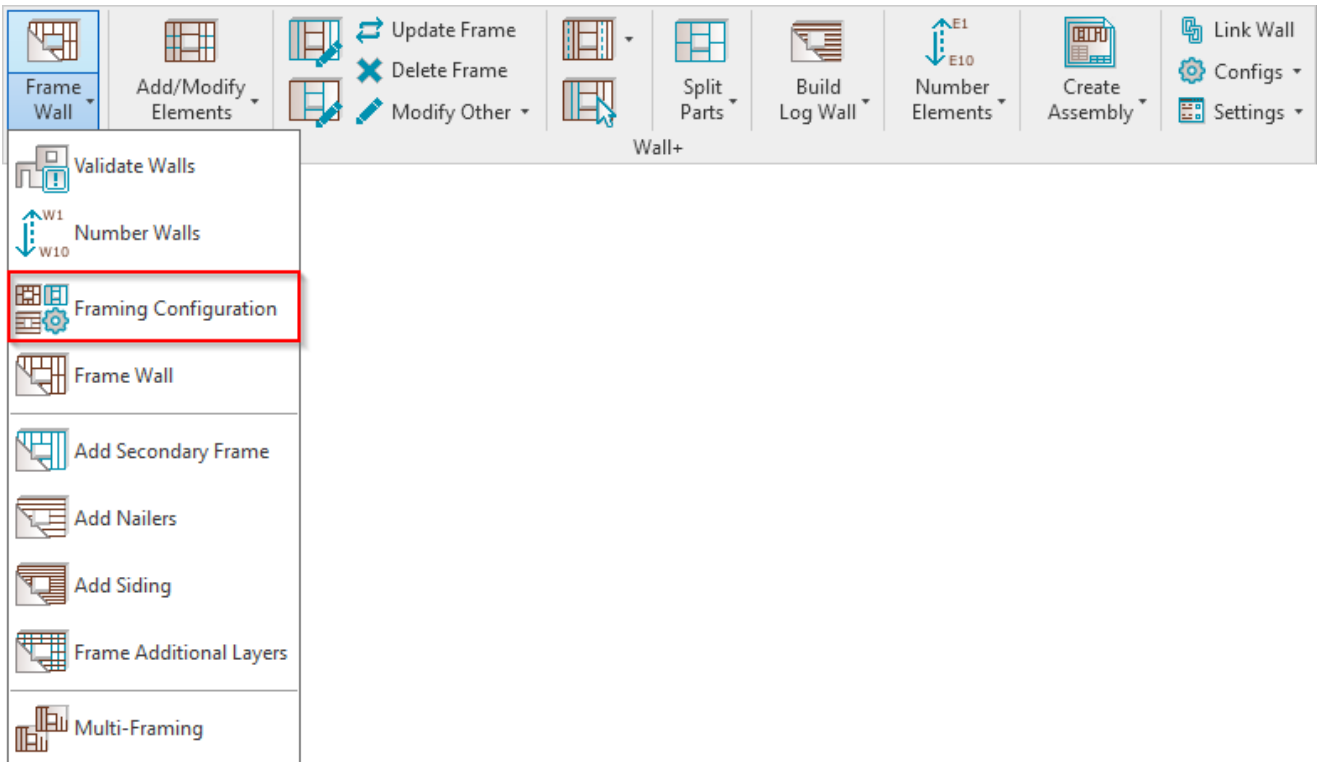 Frame
Wall
Add/Modify
Elements
Update Frame
Delete Frame
Modify Other
Split
Parts
Build
Log Wall
E1
E10
Number
Elements
Create
Assembly
Link Wall
Configs
Settings
Wall+
Validate Walls
W1
W10
Number Walls
Framing Configuration
Frame Wall
Add Secondary Frame
Add Nailers
Add Siding
Frame Additional Layers
Multi-Framing